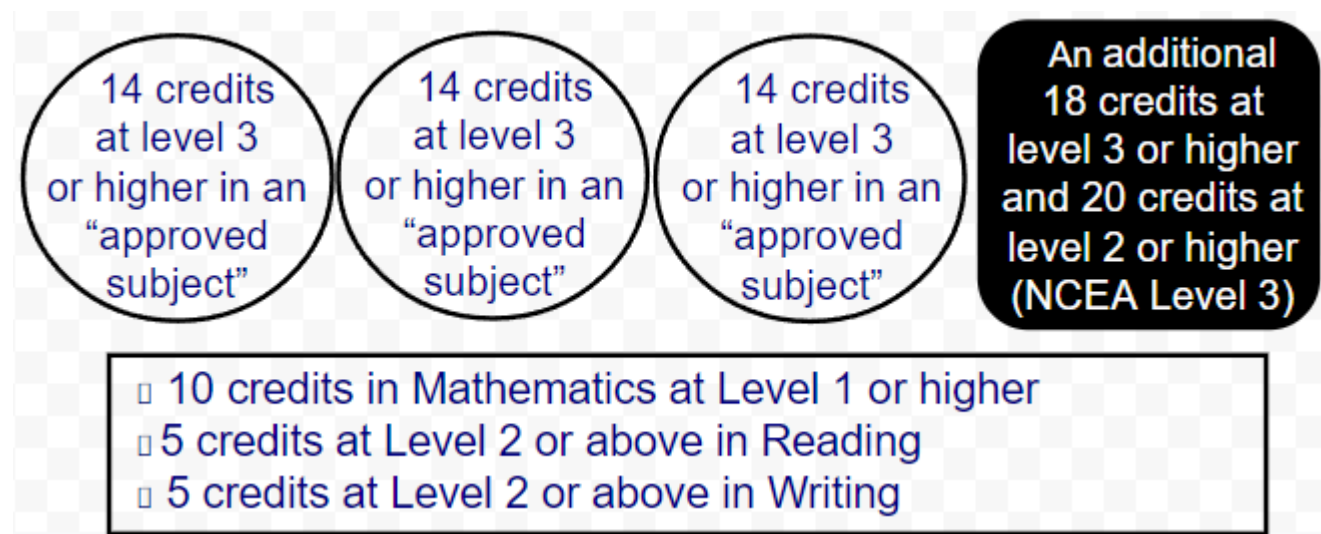 14 credits
at level 3
or higher in an
“approved
subject”
14 credits
at level 3
or higher in an
“approved
subject”
14 credits
at level 3
or higher in an
“approved
subject”
An additional
18 credits at
level 3 or higher
and 20 credits at
level 2 or higher
(NCEA Level 3)
▯ 10 credits in Mathematics at Level 1 or higher
▯ 5 credits at Level 2 or above in Reading
▯ 5 credits at Level 2 or above in Writing